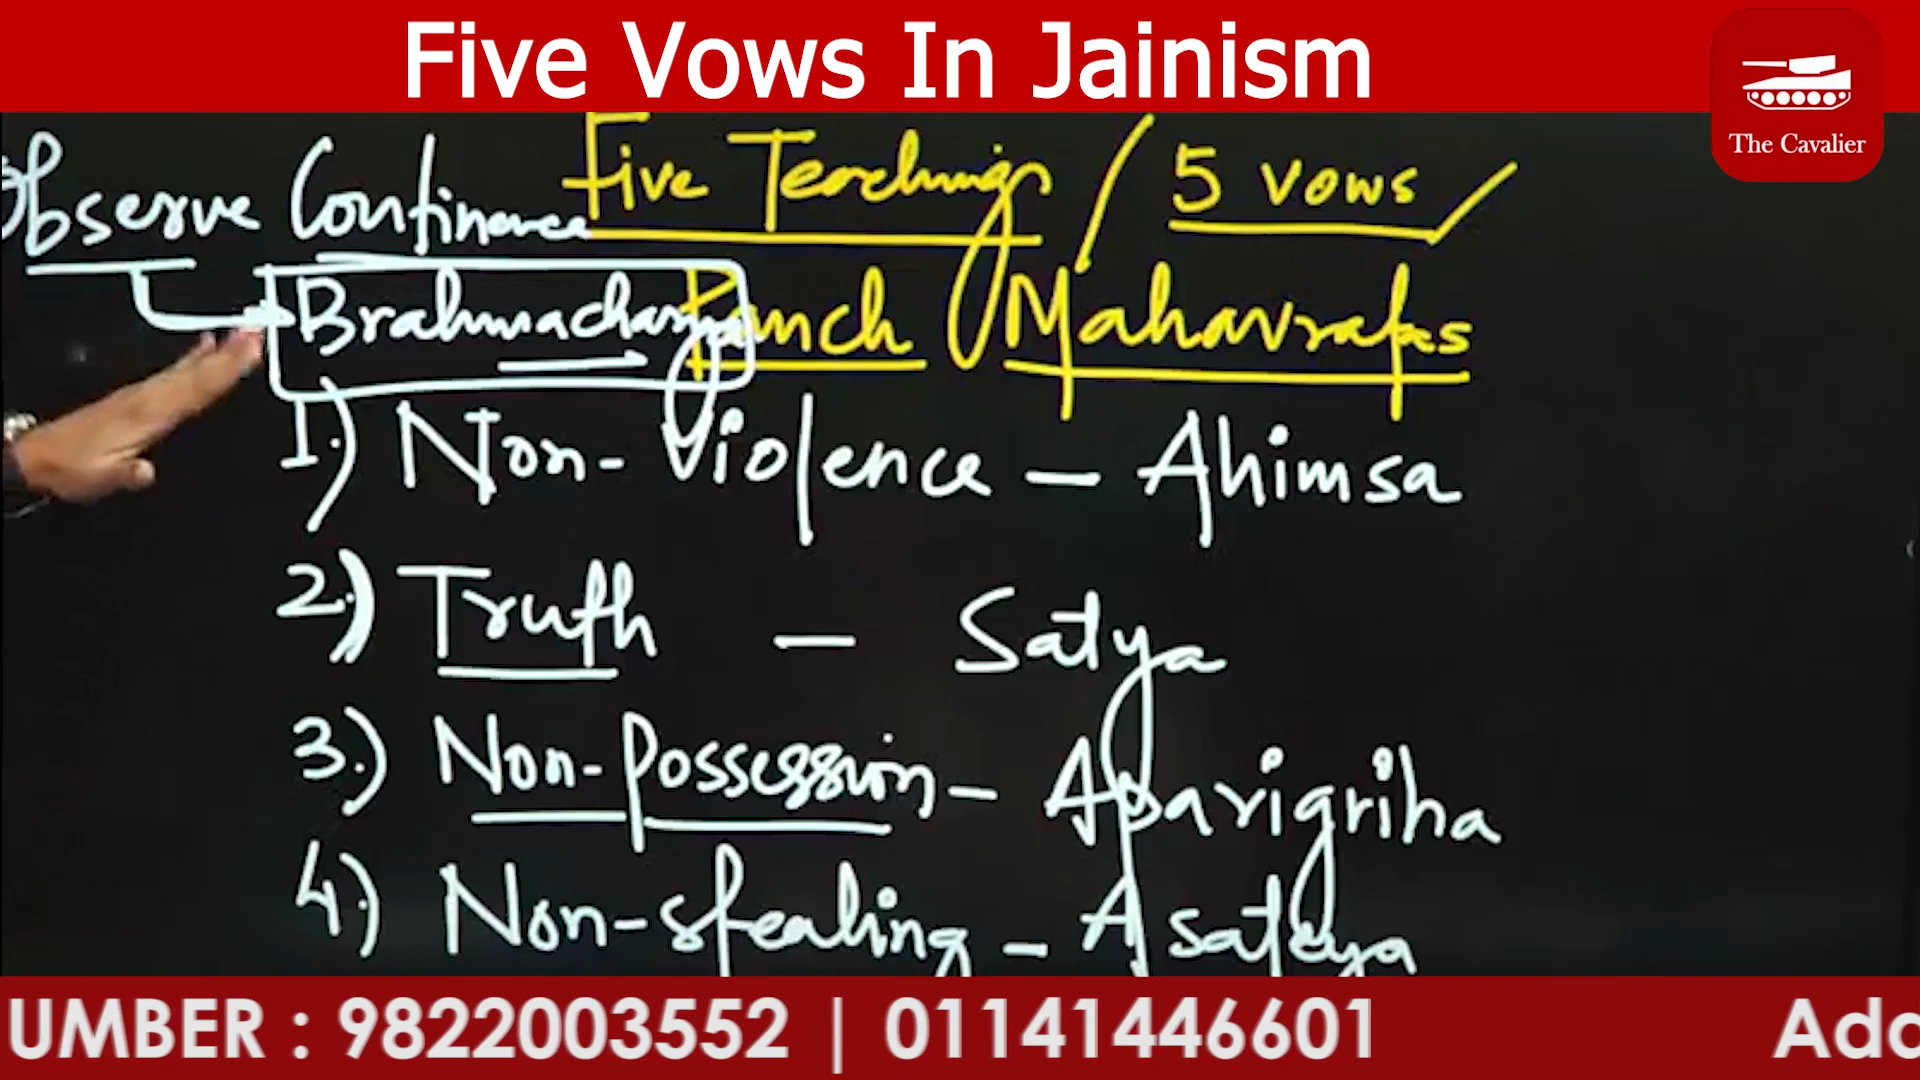 Five Vows In Jainism
The Cavalier
Five Teachings / 5 vows /
Panch Mahavratas
Observe Continence
Brahmacharya
1.) Non-Violence - Ahimsa
2.) Truth - Satya
3.) Non-Possession - Aparigriha
4.) Non-stealing - Asateya
UMBER : 9822003552 | 01141446601
Add